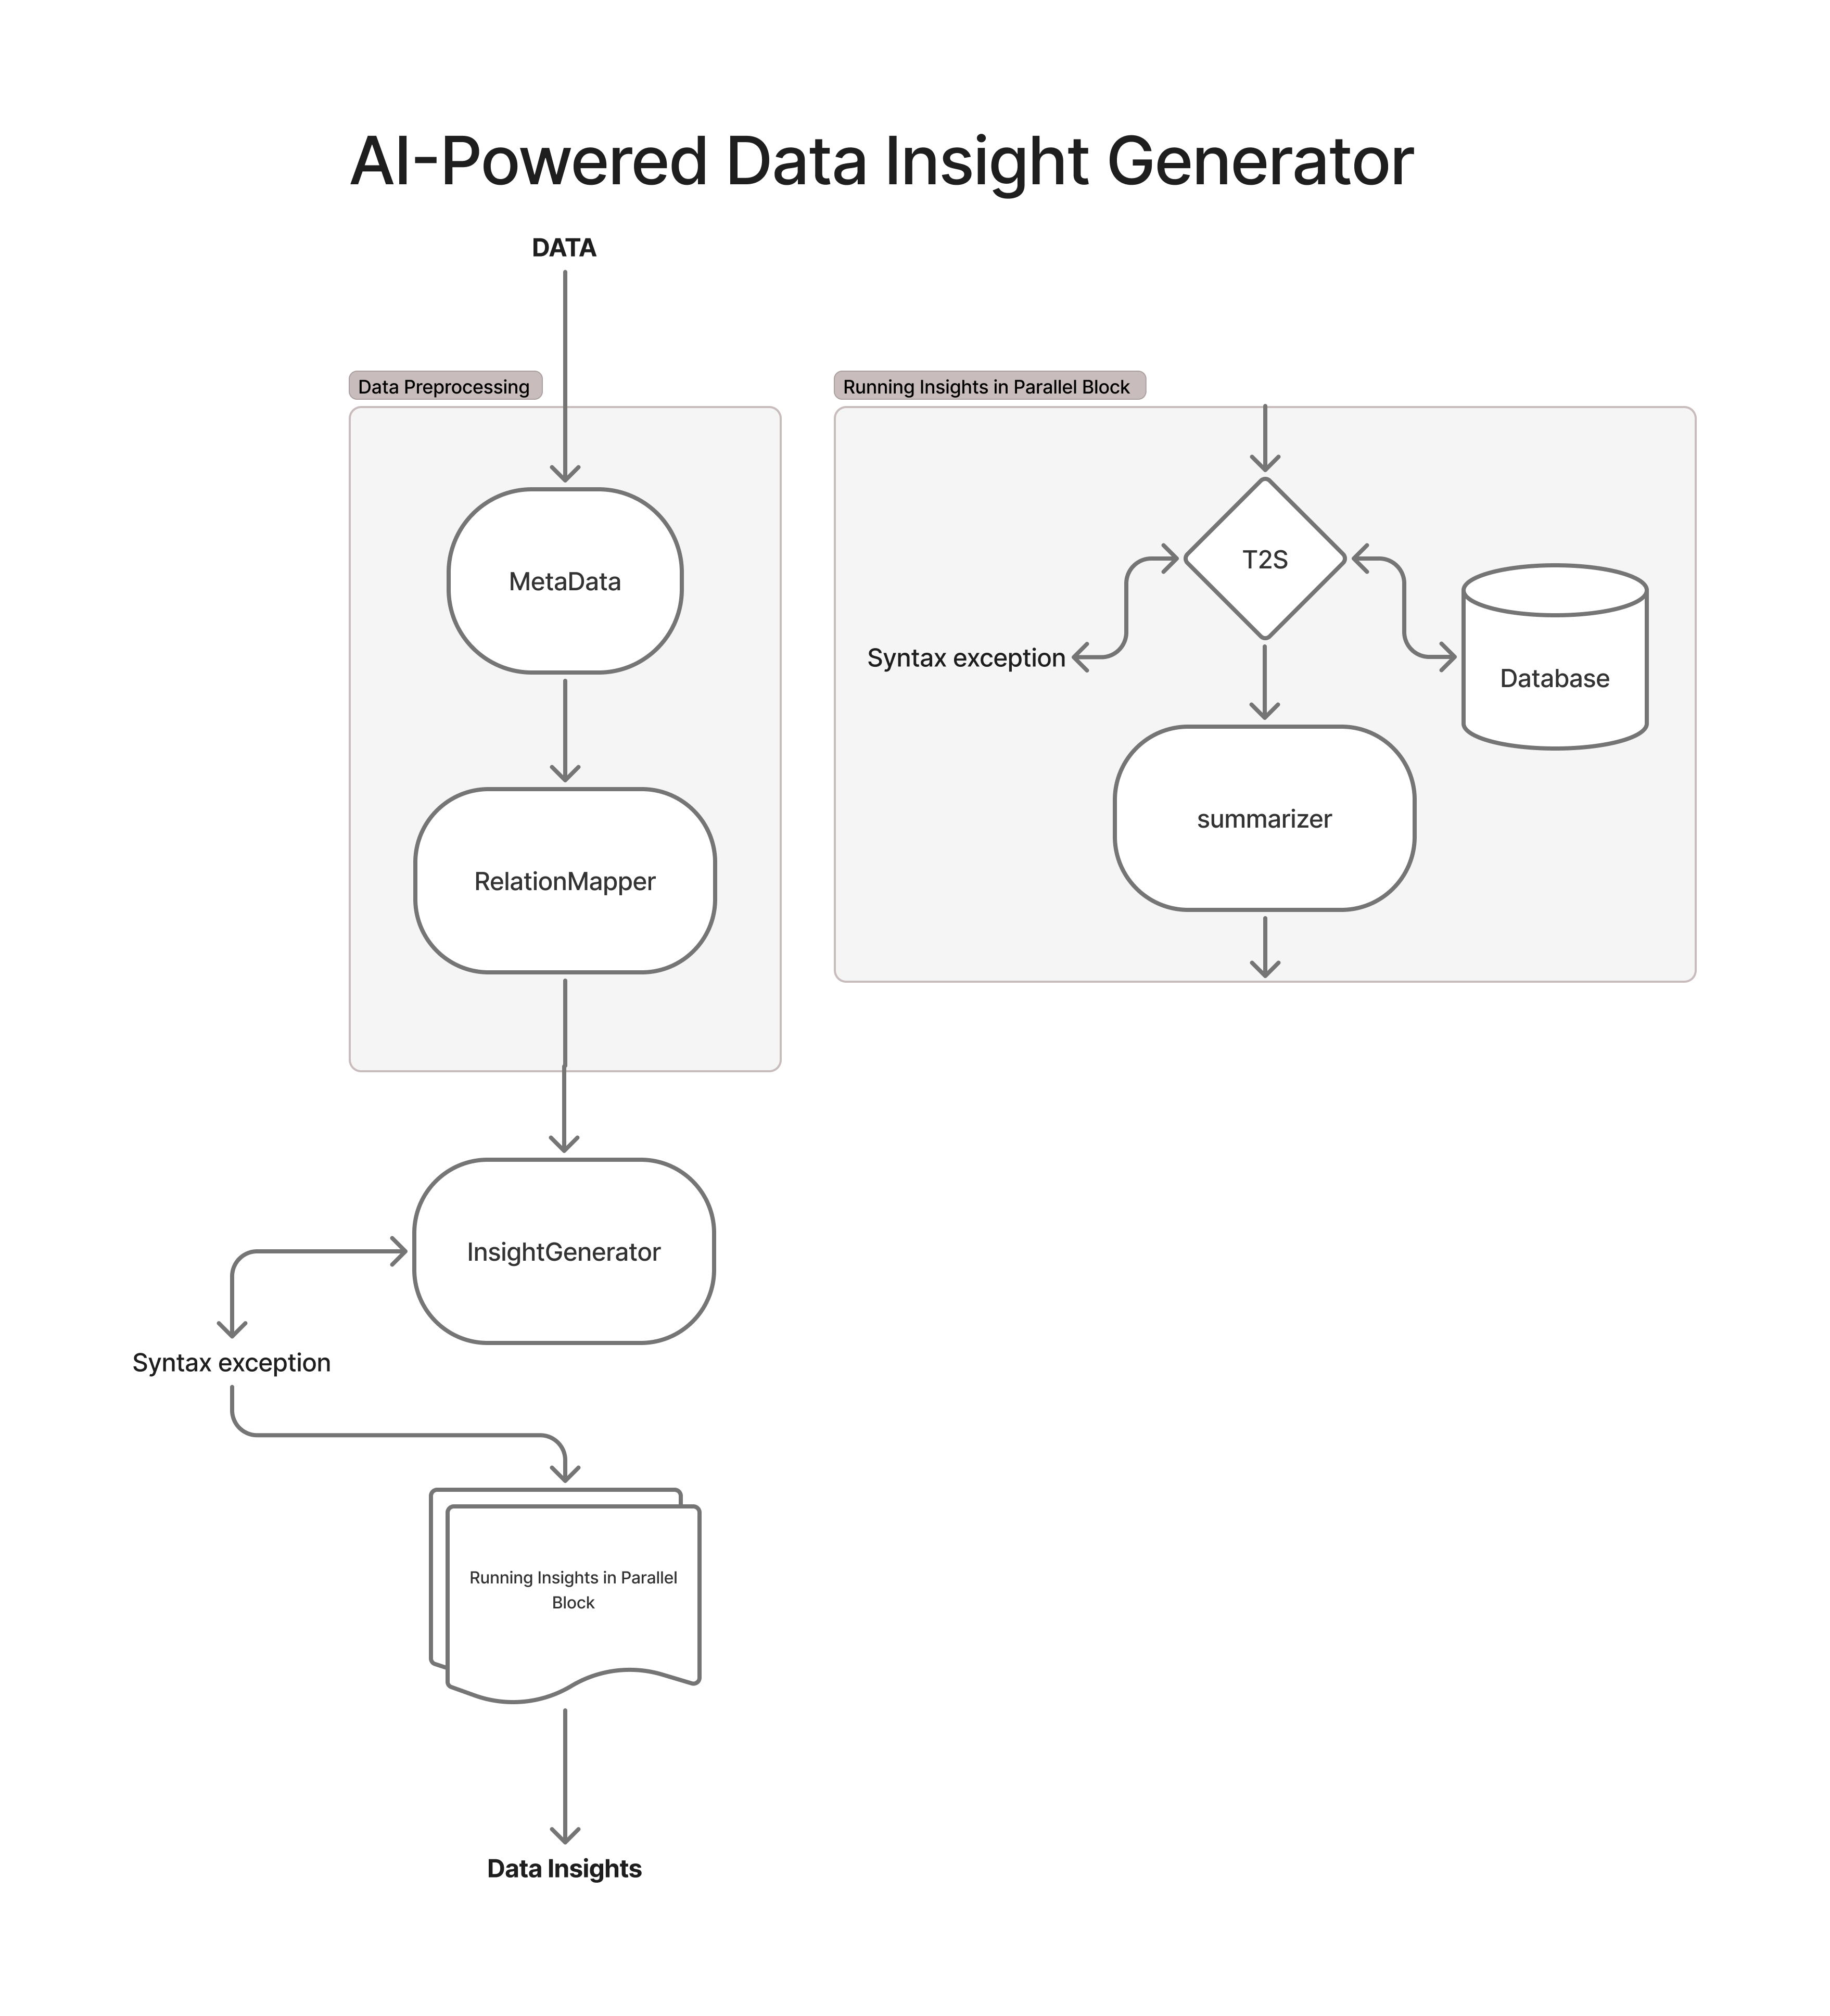 AI-Powered Data Insight Generator
DATA
Data Preprocessing
MetaData
RelationMapper
Running Insights in Parallel Block
T2S
Syntax exception
Database
summarizer
InsightGenerator
Syntax exception
Running Insights in Parallel
Block
Data Insights